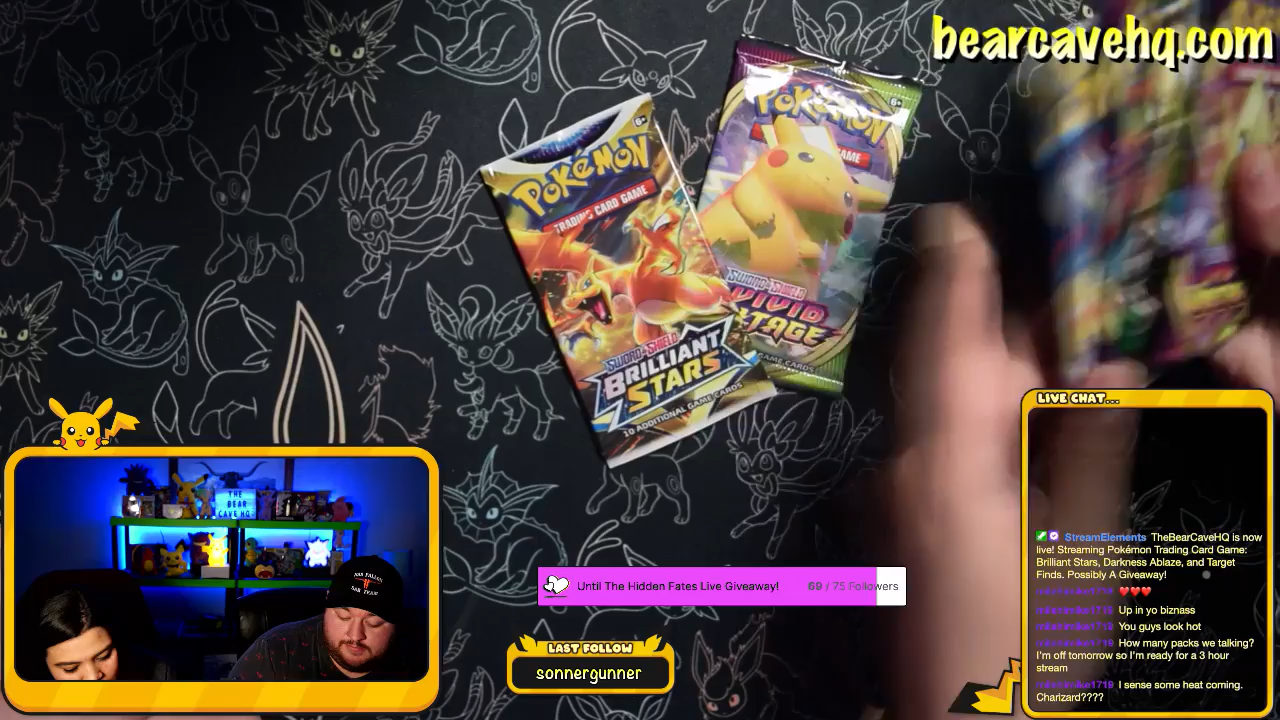 bearcavehq.com
6+
POKÉMON
TRADING CARD GAME
SWORD & SHIELD
BRILLIANT
STARS
10 ADDITIONAL GAME CARDS
6+
POKÉMON
GAME
SWORD & SHIELD
VIVID
GAME CARDS
LIVE CHAT...
StreamElements TheBearCaveHQ is now
live! Streaming Pokémon Trading Card Game:
Brilliant Stars, Darkness Ablaze, and Target
Finds. Possibly A Giveaway!
❤❤❤
Up in yo biznass
You guys look hot
How many packs we talking?
I'm off tomorrow so I'm ready for a 3 hour
stream
I sense some heat coming.
Charizard????
THE
BEAR
CAVE HQ
Until The Hidden Fates Live Giveaway! 69 / 75 Followers
LAST FOLLOW
sonnergunner